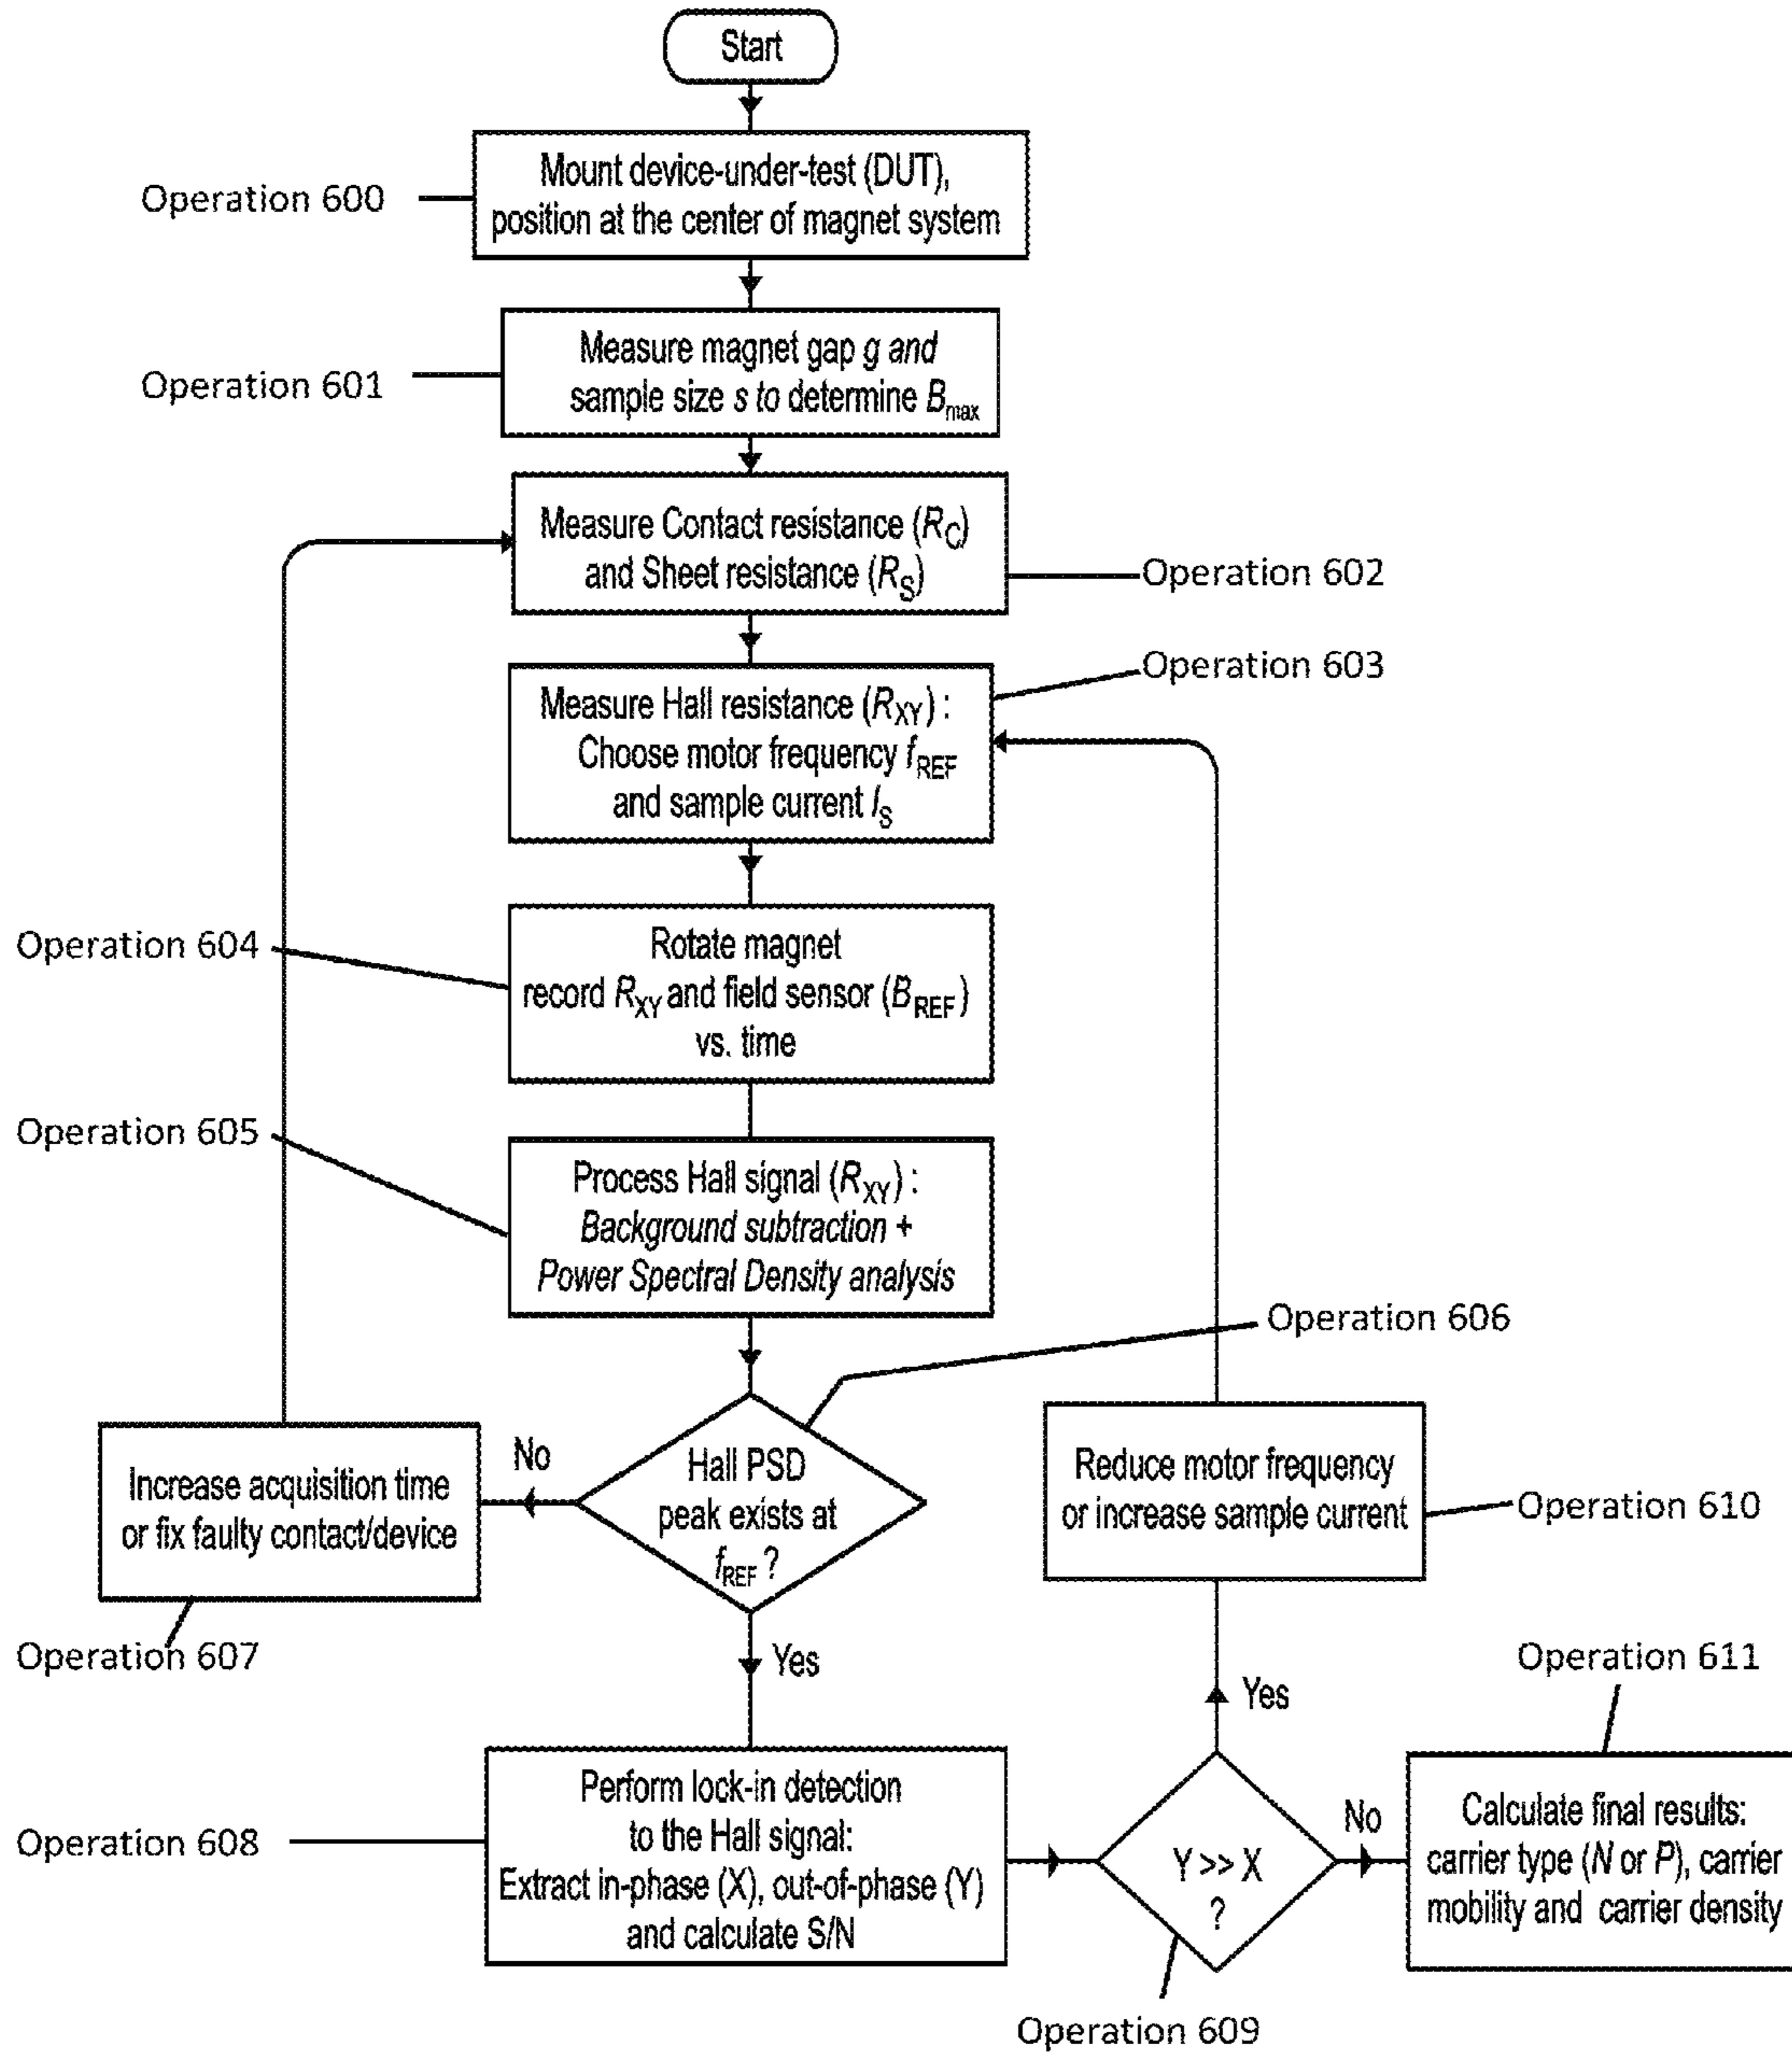 Start
Operation 600
Mount device-under-test (DUT),
position at the center of magnet system
Operation 601
Measure magnet gap g and
sample size s to determine Bmax
Measure Contact resistance (RC)
and Sheet resistance (RS)
Operation 602
Operation 603
Measure Hall resistance (RXY) :
Choose motor frequency fREF
and sample current IS
Operation 604
Rotate magnet
record RXY and field sensor (BREF)
vs. time
Operation 605
Process Hall signal (RXY) :
Background subtraction +
Power Spectral Density analysis
Operation 606
No
Hall PSD
peak exists at
fREF ?
Increase acquisition time
or fix faulty contact/device
Operation 607
Yes
Reduce motor frequency
or increase sample current
Operation 610
Operation 611
Yes
Operation 608
Perform lock-in detection
to the Hall signal:
Extract in-phase (X), out-of-phase (Y)
and calculate S/N
Y >> X
?
No
Calculate final results:
carrier type (N or P), carrier
mobility and carrier density
Operation 609